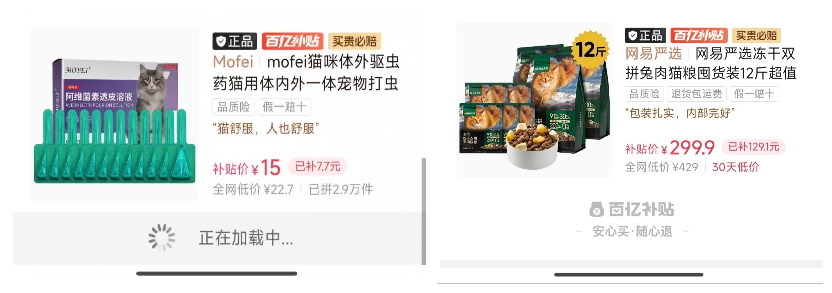 正品 百亿补贴 买贵必赔
Mofei | mofei猫咪体外驱虫
药猫用体内外一体宠物打虫
品质险 假一赔十
“猫舒服，人也舒服”
补贴价¥15 已补7.7元
全网低价¥22.7 | 已拼2.9万件
MOFEI
阿维菌素透皮溶液
正在加载中...
正品 百亿补贴 买贵必赔
网易严选 | 网易严选冻干双
拼兔肉猫粮囤货装12斤超值
品质险 退货包运费 假一赔十
“包装扎实，内部完好”
补贴价¥299.9 已补129.1元
全网低价¥429 | 30天低价
12斤
百亿补贴
安心买·随心退